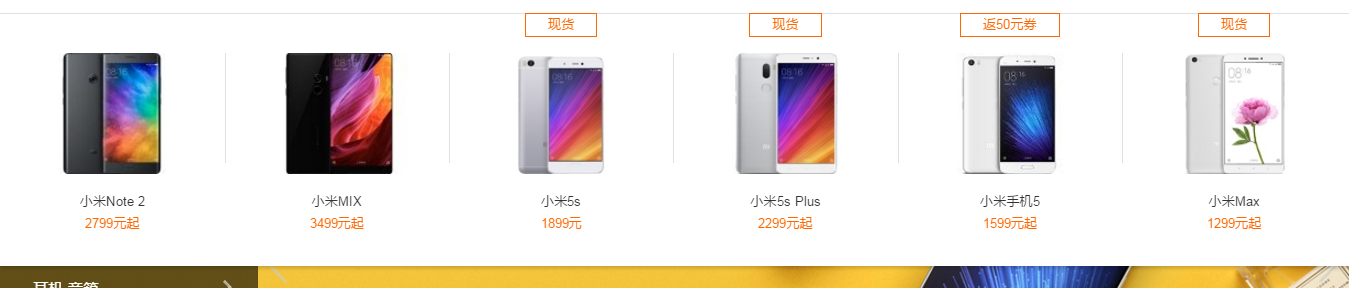 现货
现货
返50元券
现货
小米Note 2
小米MIX
小米5s
小米5s Plus
小米手机5
小米Max
2799元起
3499元起
1899元
2299元起
1599元起
1299元起
耳机 音箱